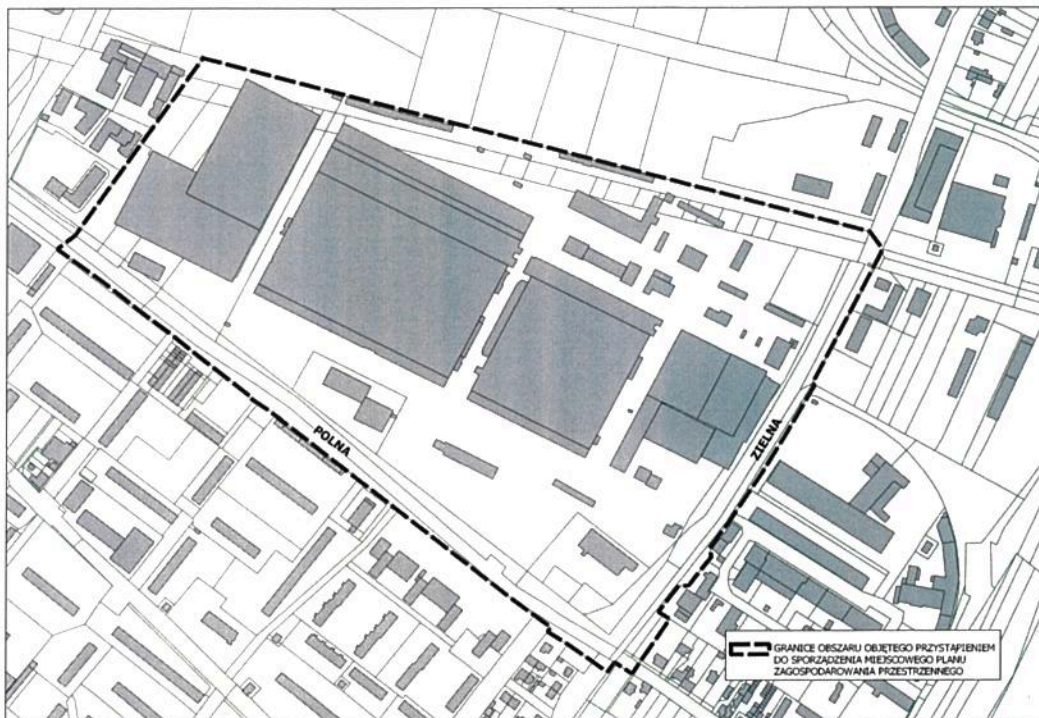 POLNA
ZIELNA
GRANICE OBSZARU OBJĘTEGO PRZYSTĄPIENIEM
DO SPORZĄDZENIA MIEJSCOWEGO PLANU
ZAGOSPODAROWANIA PRZESTRZENNEGO